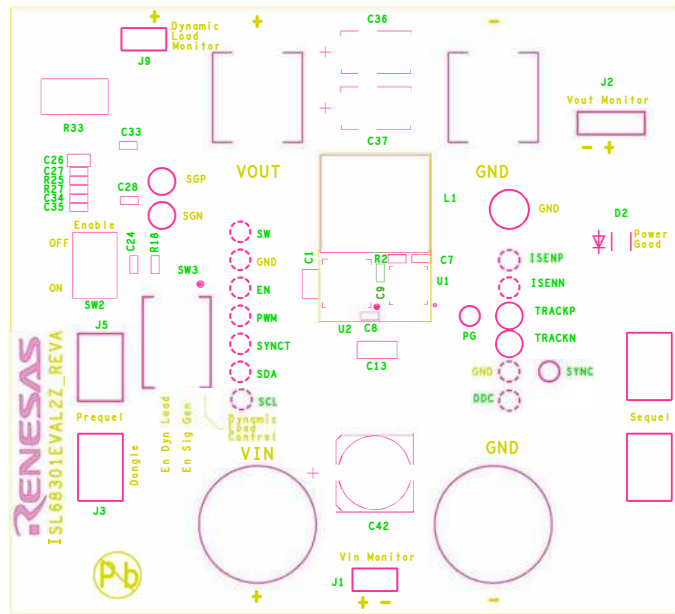 + Dynamic Load Monitor
J9
+
C36
-
J2
Vout Monitor
- +
R33
C33
C37
C26
C27
R25
R27
C34
C35
C28
SGP
SGN
VOUT
GND
L1
GND
D2
Power Good
Enable
OFF
ON
SW2
C24
R18
SW3
SW
GND
EN
PWM
SYNCT
SDA
SCL
C1
R2
C7
C9
U1
U2
C8
C13
PG
ISENP
ISENN
TRACKP
TRACKN
GND
SYNC
DDC
J5
Prequel
J3
Dongle
En Dyn Load
En Sig Gen
Dynamic Load Control
Sequel
RENESAS
ISL68301EVAL2Z_REVA
VIN
GND
+
C42
Pb
Vin Monitor
J1
+
+ -
-